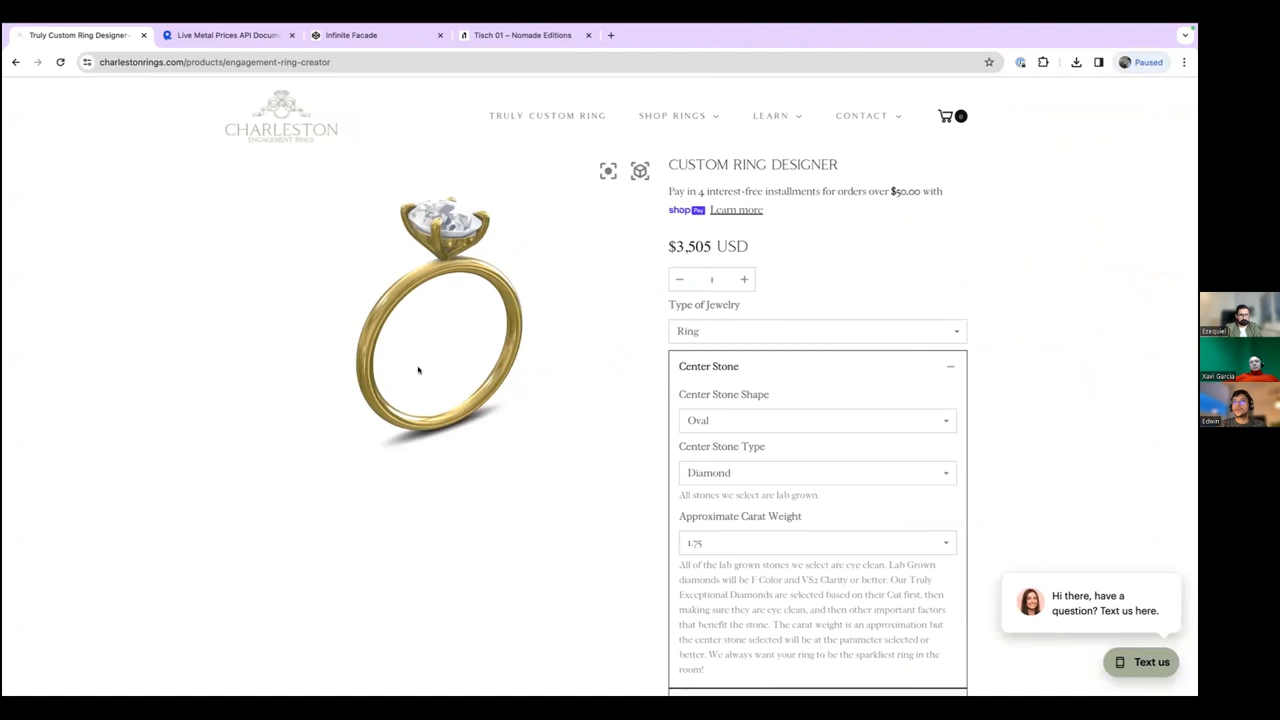 Truly Custom Ring Designer-
Live Metal Prices API Docum
Infinite Facade
Tisch 01 – Nomade Editions
charlestonrings.com/products/engagement-ring-creator
Paused
CHARLESTON
ENGAGEMENT RINGS
TRULY CUSTOM RING
SHOP RINGS
LEARN
CONTACT
0
CUSTOM RING DESIGNER
Pay in 4 interest-free installments for orders over $50.00 with
shop Pay Learn more
$3,505 USD
− 1 +
Type of Jewelry
Ring
Center Stone
Center Stone Shape
Oval
Center Stone Type
Diamond
All stones we select are lab grown.
Approximate Carat Weight
1.75
All of the lab grown stones we select are eye clean. Lab Grown
diamonds will be F Color and VS2 Clarity or better. Our Truly
Exceptional Diamonds are selected based on their Cut first, then
making sure they are eye clean, and then other important factors
that benefit the stone. The carat weight is an approximation but
the center stone selected will be at the parameter selected or
better. We always want your ring to be the sparkliest ring in the
room!
Hi there, have a
question? Text us here.
Text us
Ezequiel
Xavi Garcia
Edwin